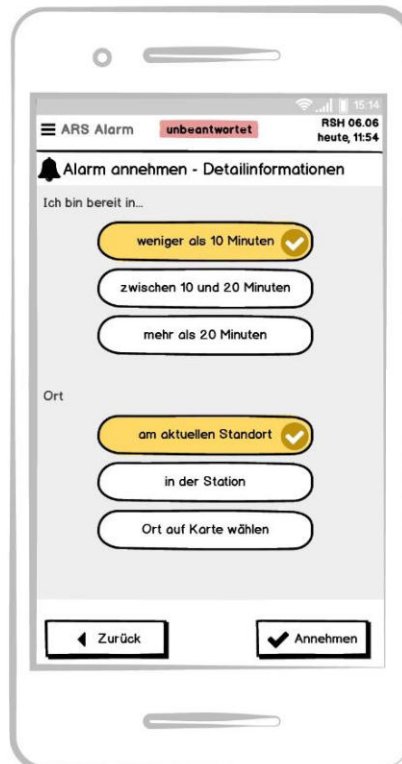 15:14
ARS Alarm unbeantwortet RSH 06.06
heute, 11:54
Alarm annehmen - Detailinformationen
Ich bin bereit in...
weniger als 10 Minuten
zwischen 10 und 20 Minuten
mehr als 20 Minuten
Ort
am aktuellen Standort
in der Station
Ort auf Karte wählen
Zurück Annehmen